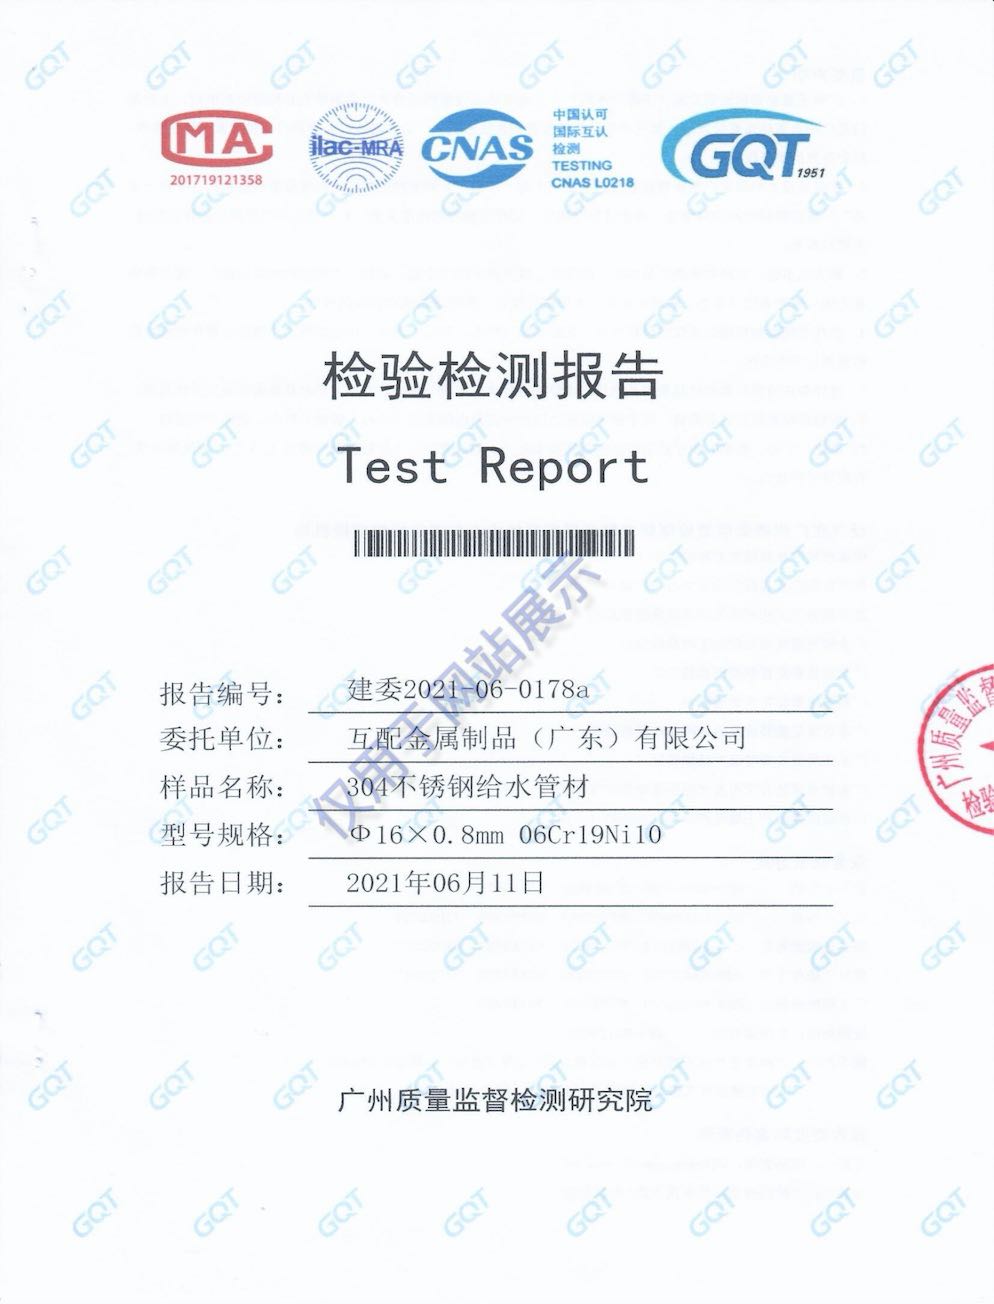 MA
201719121358
ilac-MRA
CNAS
中国认可
国际互认
检测
TESTING
CNAS L0218
GQT
1951
检验检测报告
Test Report
报告编号： 建委2021-06-0178a
委托单位： 互配金属制品（广东）有限公司
样品名称： 304不锈钢给水管材
型号规格： Φ16×0.8mm 06Cr19Ni10
报告日期： 2021年06月11日
仅用于网站展示
广州质量监督
检验
广州质量监督检测研究院